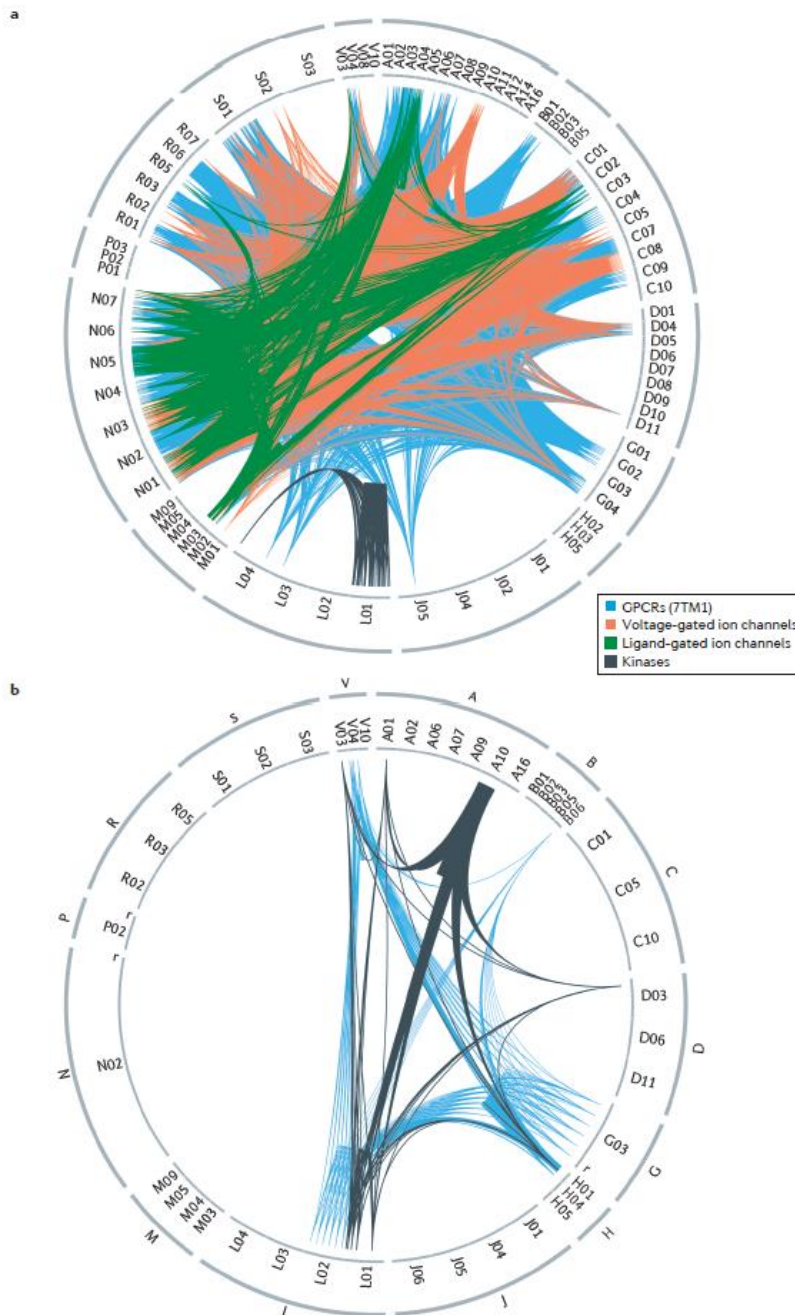 a
V03
V04
V08
V10
A01
A02
A03
A04
A05
A06
A07
A08
A09
A10
A11
A12
A14
A16
B01
B02
B03
B05
C01
C02
C03
C04
C05
C07
C08
C09
C10
D01
D04
D05
D06
D07
D08
D09
D10
D11
G01
G02
G03
G04
H02
H03
H05
J01
J02
J04
J05
L01
L02
L03
L04
M01
M02
M03
M04
M05
M09
N01
N02
N03
N04
N05
N06
N07
P01
P02
P03
R01
R02
R03
R05
R06
R07
S01
S02
S03
GPCRs (7TM1)
Voltage-gated ion channels
Ligand-gated ion channels
Kinases
b
V
A
B
C
D
G
H
J
M
N
P
R
S
V03
V04
V10
A01
A02
A06
A07
A09
A10
A16
B01
B02
B03
B05
B06
C01
C05
C10
D03
D06
D11
G03
r
H01
H04
H05
J01
J04
J05
J06
L01
L02
L03
L04
M03
M04
M05
M09
N02
r
P02
r
R02
R03
R05
S01
S02
S03